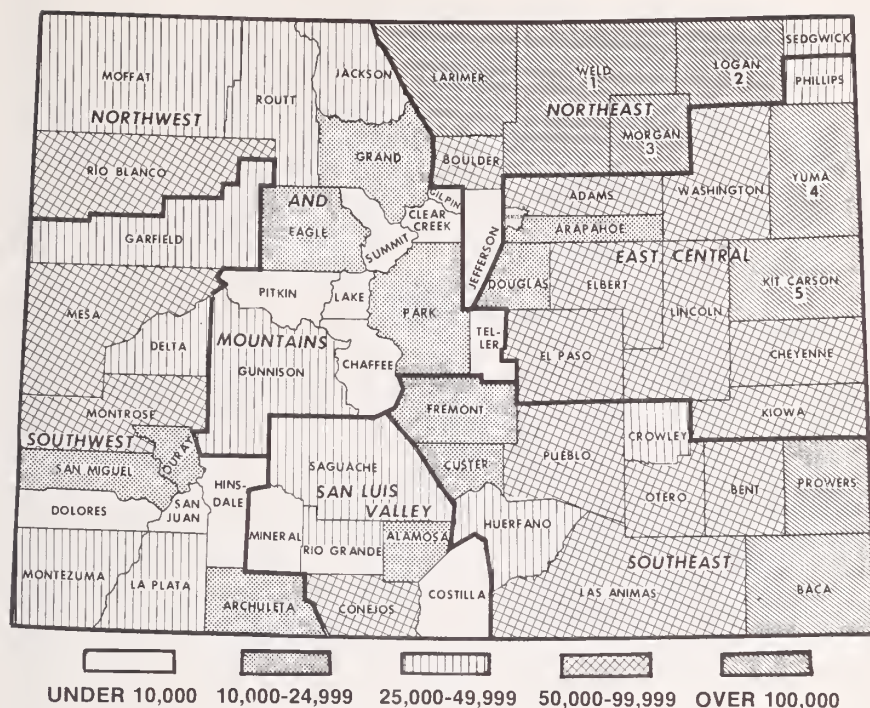 SEDGWICK
MOFFAT
JACKSON
LARIMER
WELD
1
LOGAN
2
PHILLIPS
ROUTT
NORTHWEST
NORTHEAST
MORGAN
3
GRAND
BOULDER
RIO BLANCO
WASHINGTON
YUMA
4
GILPIN
ADAMS
AND
CLEAR
CREEK
EAGLE
ARAPAHOE
GARFIELD
SUMMIT
JEFFERSON
EAST CENTRAL
DOUGLAS
ELBERT
KIT CARSON
5
PITKIN
LAKE
PARK
LINCOLN
MESA
DELTA
MOUNTAINS
TEL-
LER
EL PASO
CHEYENNE
GUNNISON
CHAFFEE
MONTROSE
FREMONT
KIOWA
SOUTHWEST
OURAY
CROWLEY
SAGUACHE
PUEBLO
SAN MIGUEL
CUSTER
HINS-
DALE
SAN LUIS
VALLEY
OTERO
BENT
PROWERS
DOLORES
SAN
JUAN
MINERAL
RIO GRANDE
ALAMOSA
HUERFANO
SOUTHEAST
MONTEZUMA
LA PLATA
ARCHULETA
CONEJOS
COSTILLA
LAS ANIMAS
BACA
UNDER 10,000 10,000-24,999 25,000-49,999 50,000-99,999 OVER 100,000